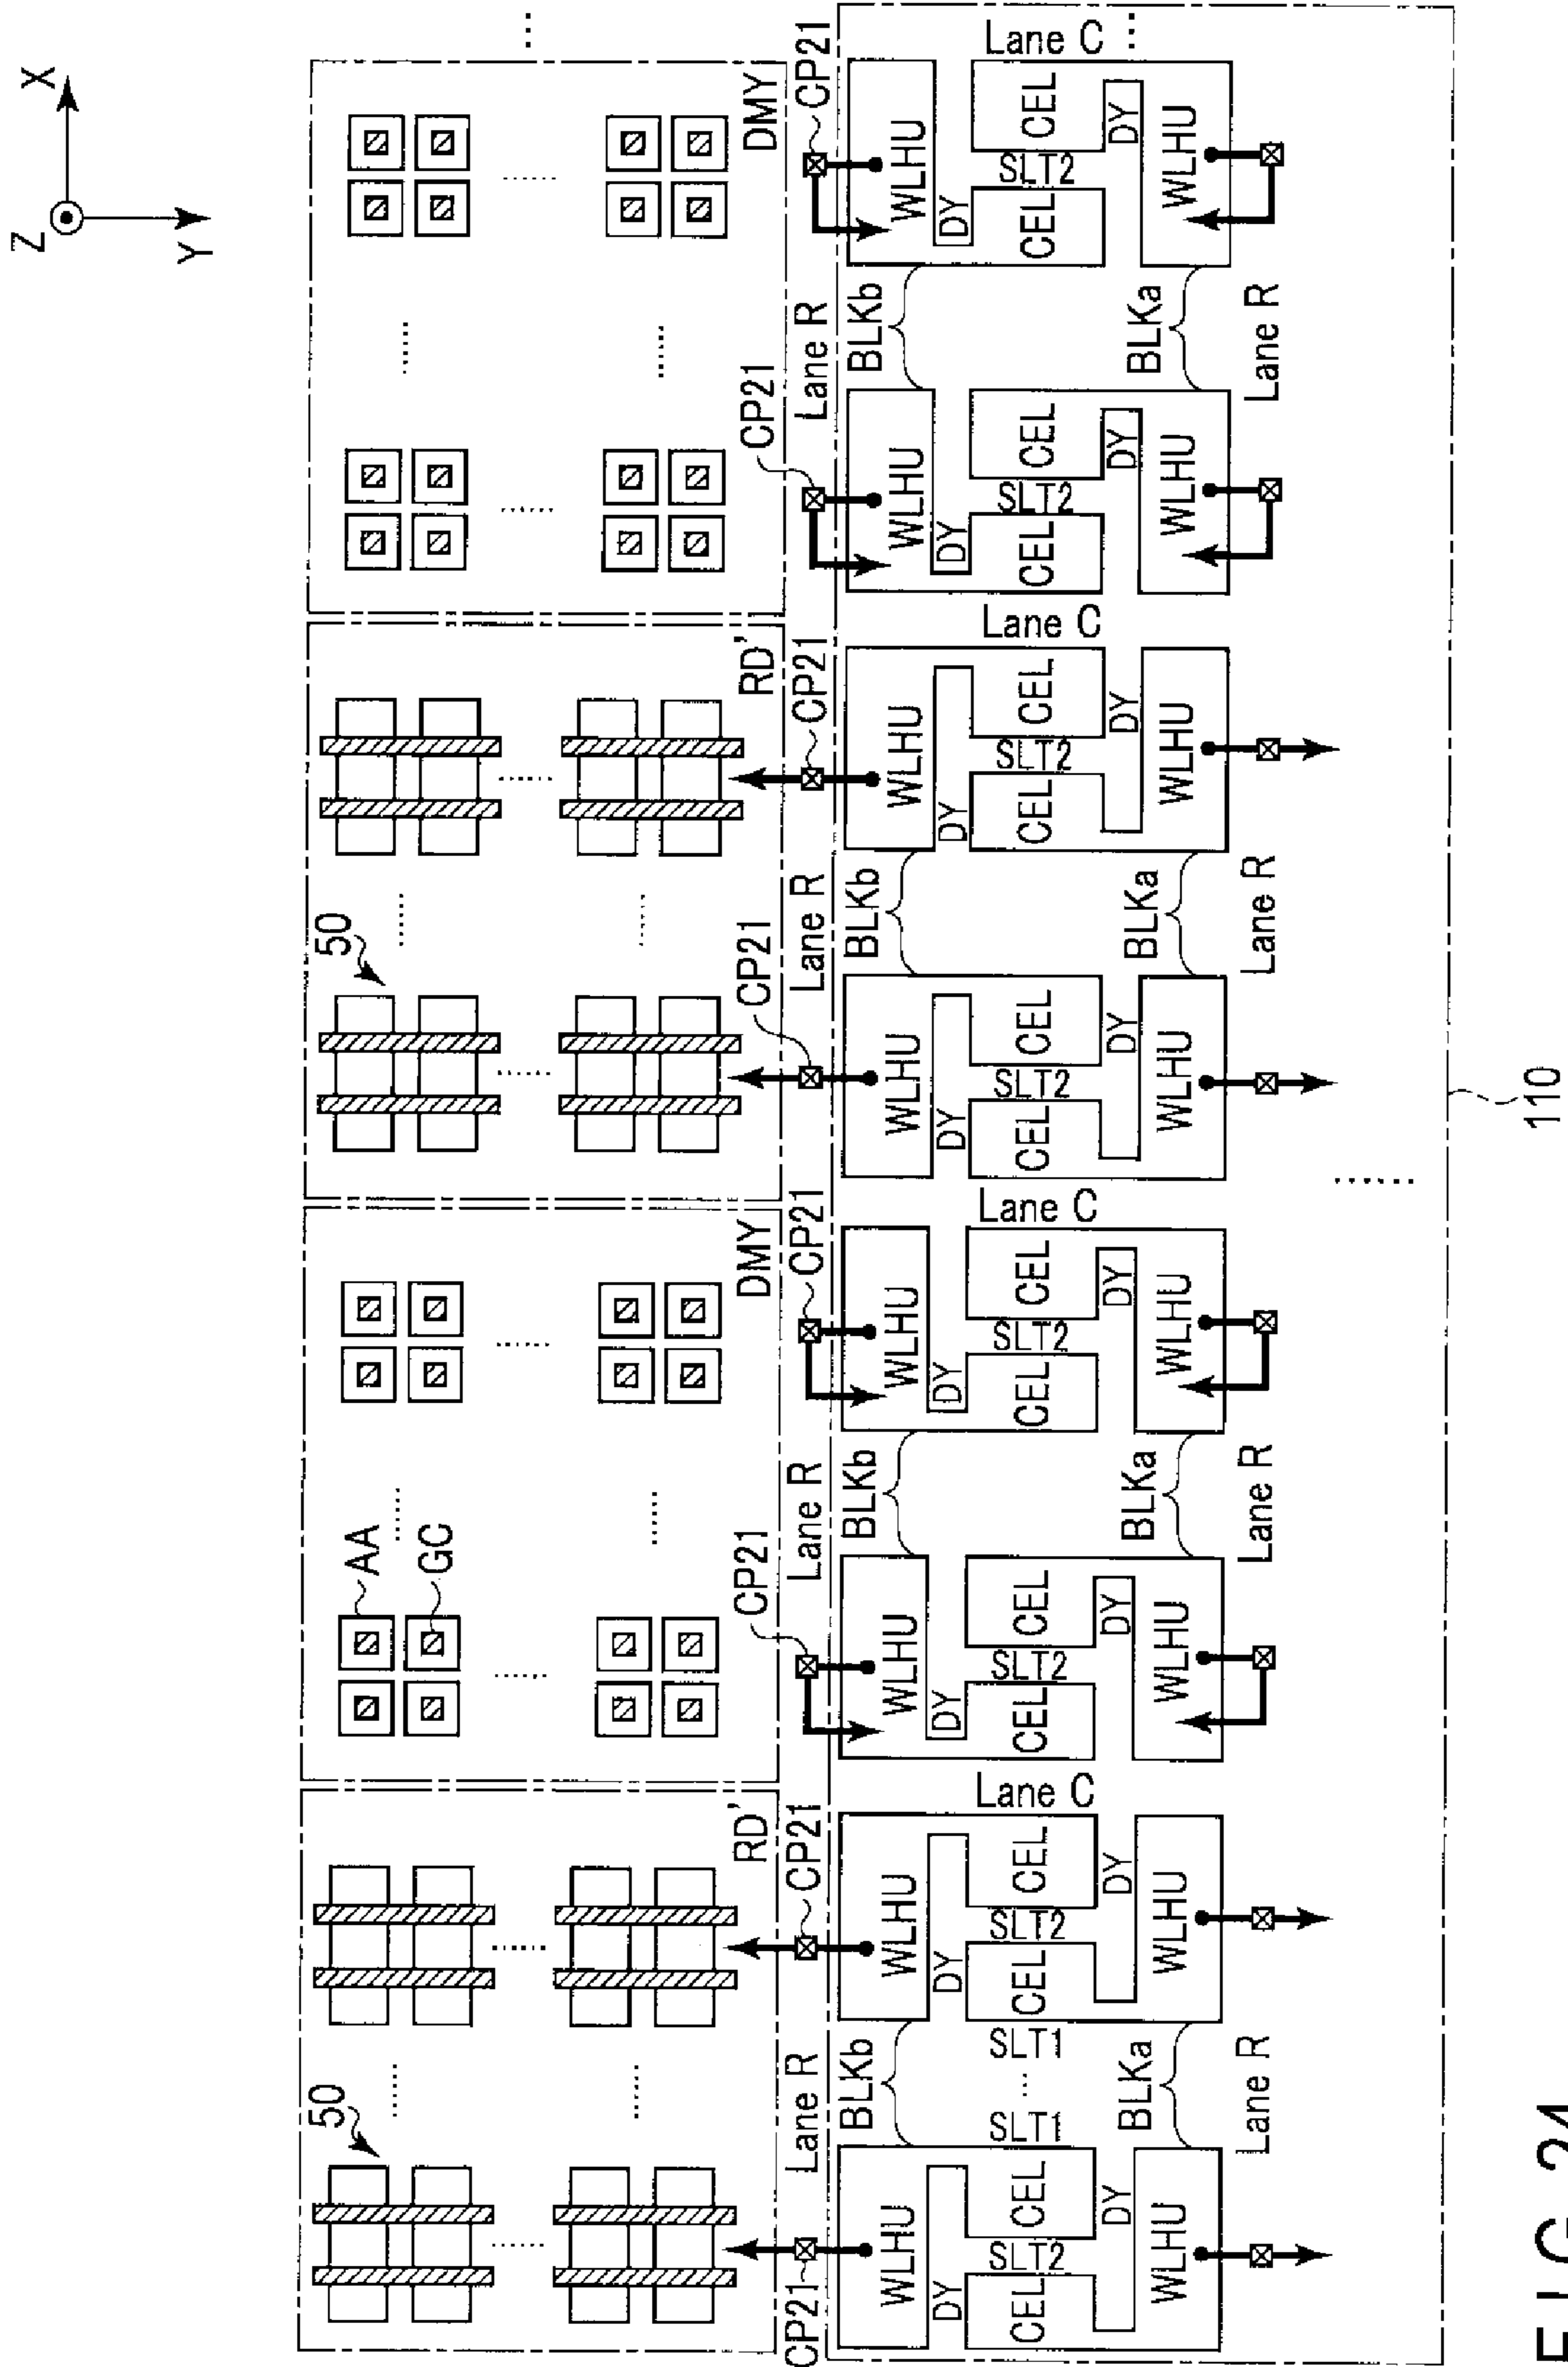 X
Z
Y
50 50
AA
GC
RD' DMY RD' DMY
CP21 CP21 CP21
CP21 Lane R CP21 Lane R CP21 Lane R CP21 Lane R CP21
BLKb BLKb BLKb BLKb
WLHU WLHU WLHU WLHU WLHU WLHU WLHU WLHU
DY DY DY DY DY DY DY DY
CEL SLT2 CEL SLT1 ... SLT1 CEL SLT2 CEL Lane C CEL SLT2 CEL CEL SLT2 CEL Lane C CEL SLT2 CEL CEL SLT2 CEL Lane C CEL SLT2 CEL CEL SLT2 CEL Lane C
DY DY DY DY DY DY DY DY
BLKa BLKa BLKa BLKa
WLHU WLHU WLHU WLHU WLHU WLHU WLHU WLHU
Lane R Lane R Lane R Lane R
110
F I G. 24